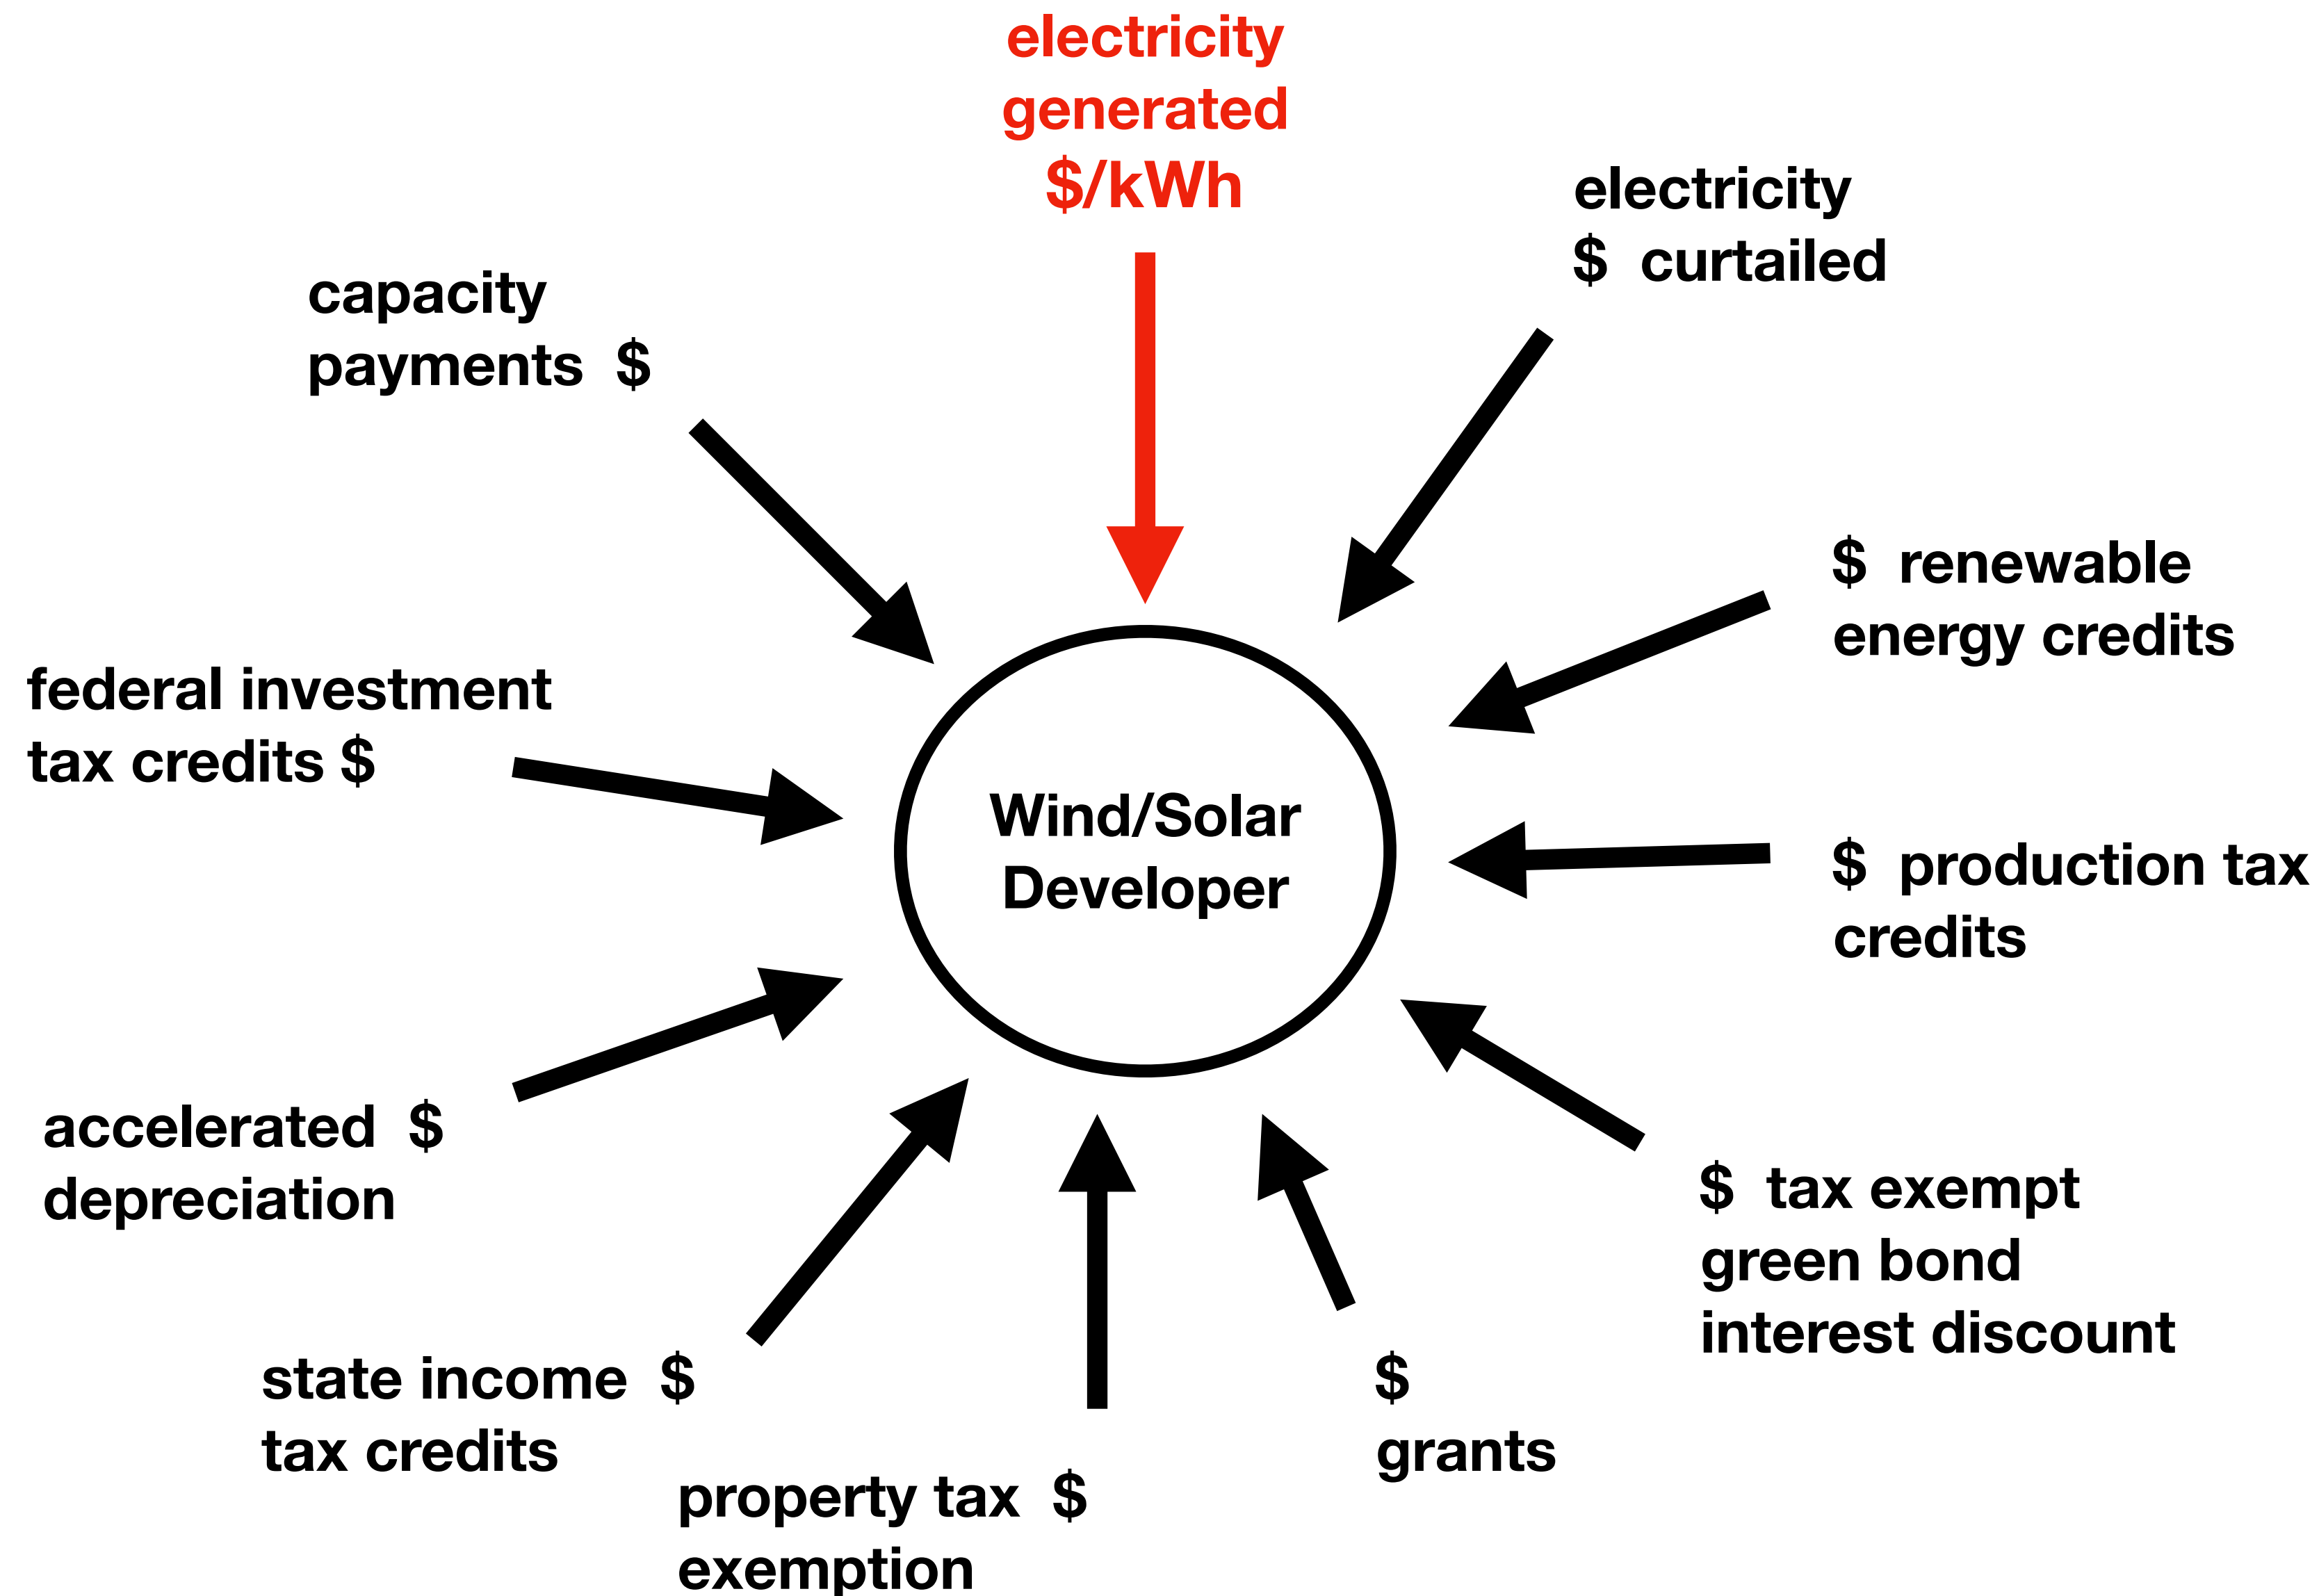 electricity
generated
$/kWh
electricity
$ curtailed
capacity
payments $
$ renewable
energy credits
federal investment
tax credits $
Wind/Solar
Developer
$ production tax
credits
accelerated $
depreciation
$ tax exempt
green bond
interest discount
state income $
tax credits
$
grants
property tax $
exemption